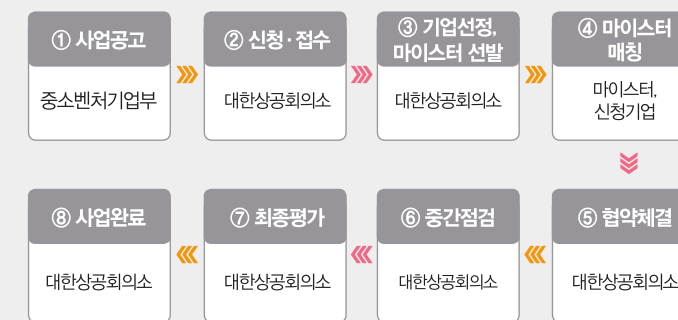 ① 사업공고
중소벤처기업부
② 신청·접수
대한상공회의소
③ 기업선정,
마이스터 선발
대한상공회의소
④ 마이스터
매칭
마이스터,
신청기업
⑤ 협약체결
대한상공회의소
⑥ 중간점검
대한상공회의소
⑦ 최종평가
대한상공회의소
⑧ 사업완료
대한상공회의소